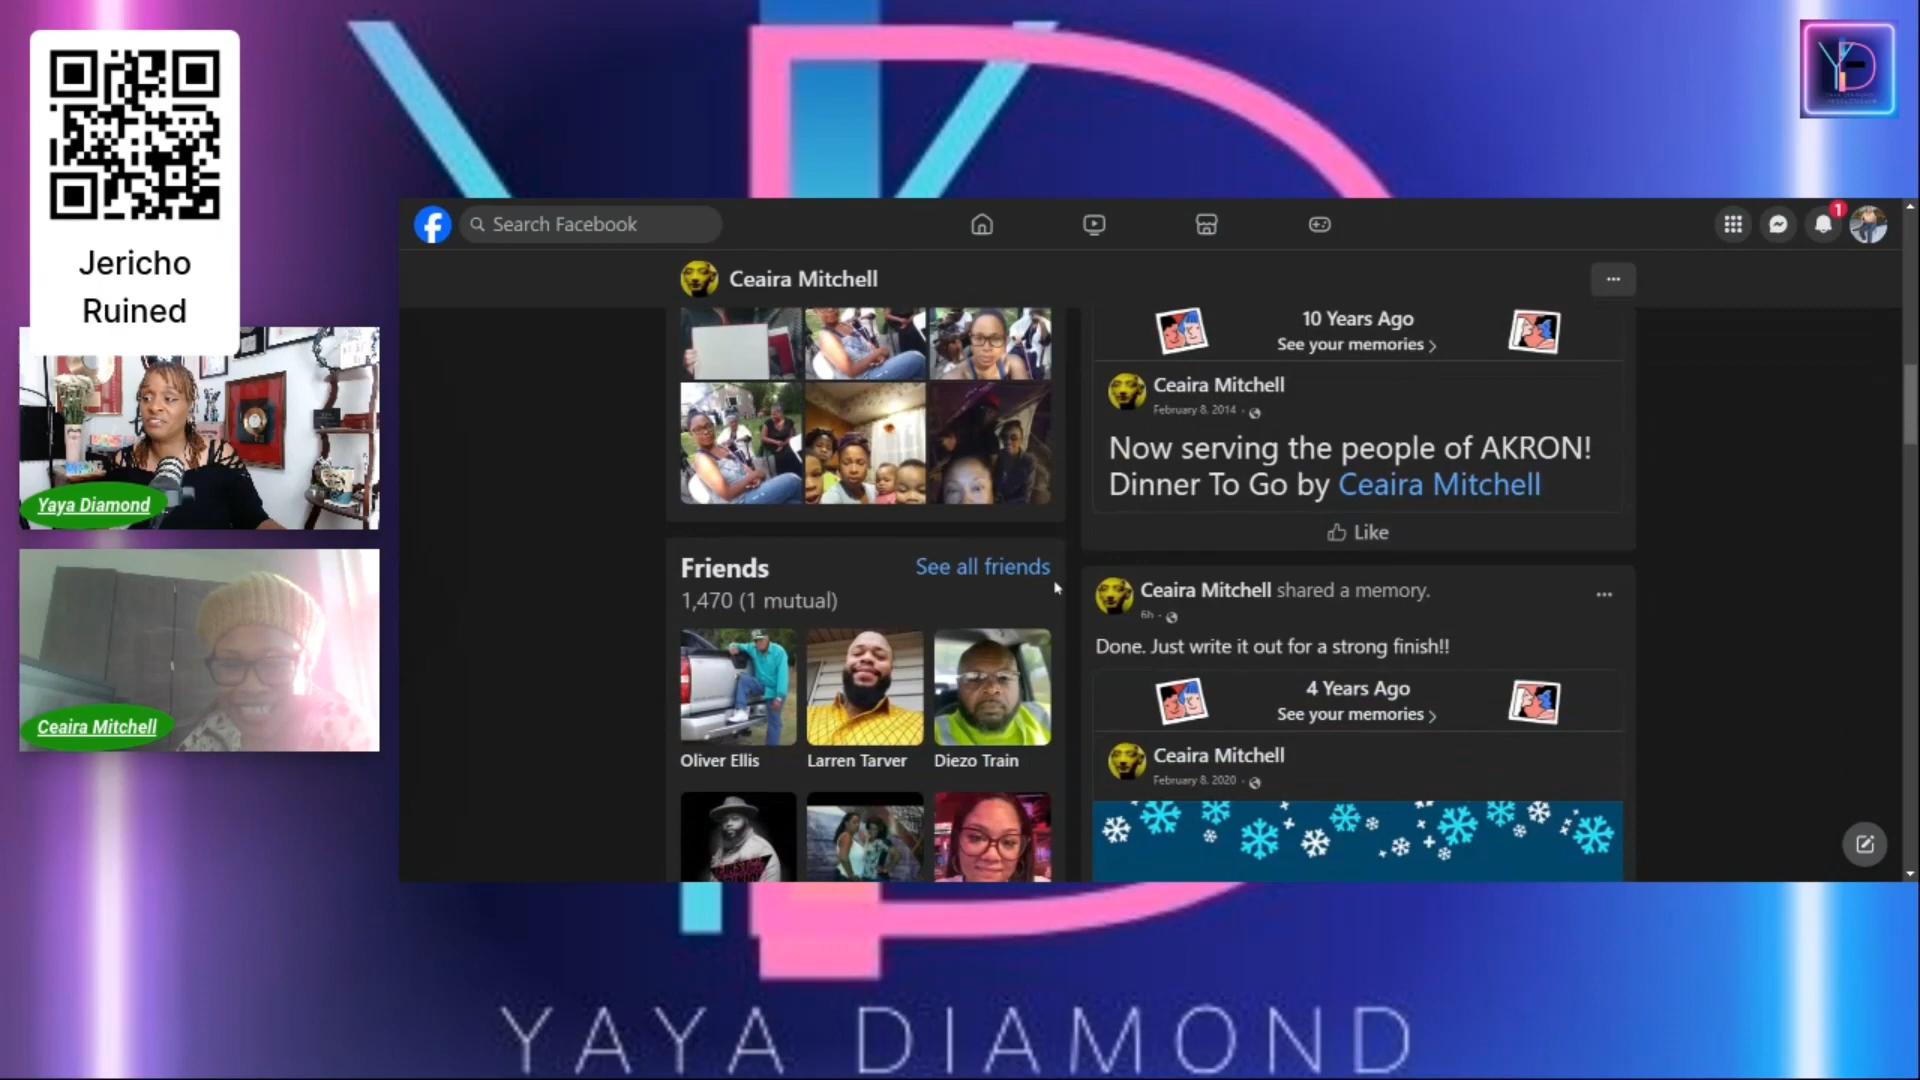 Jericho
Ruined
Yaya Diamond
Ceaira Mitchell
Search Facebook
1
Ceaira Mitchell
10 Years Ago
See your memories
Ceaira Mitchell
February 8, 2014
Now serving the people of AKRON!
Dinner To Go by Ceaira Mitchell
Like
Friends
See all friends
1,470 (1 mutual)
Oliver Ellis
Larren Tarver
Diezo Train
Ceaira Mitchell shared a memory.
6h
Done. Just write it out for a strong finish!!
4 Years Ago
See your memories
Ceaira Mitchell
February 8, 2020
YAYA DIAMOND